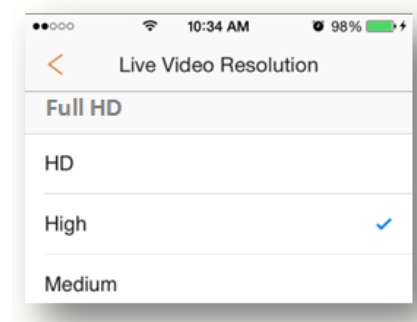 10:34 AM 98%
Live Video Resolution
Full HD
HD
High
Medium